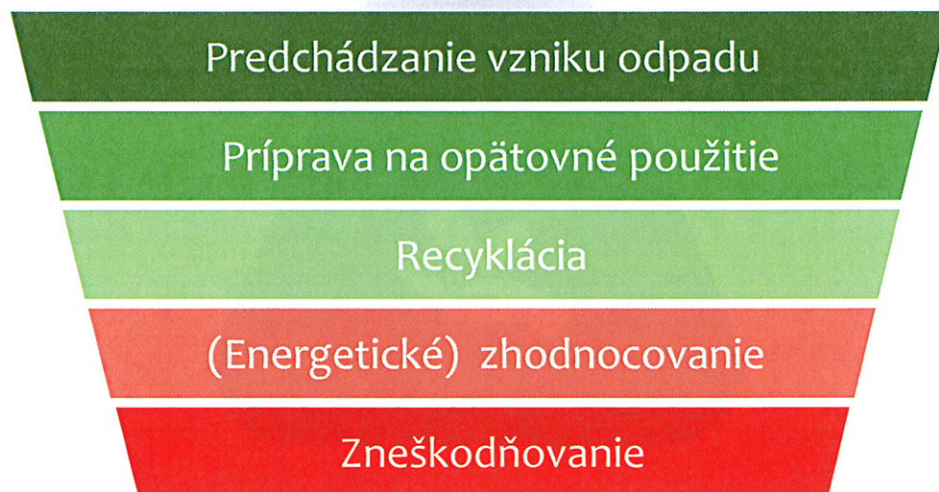 Predchádzanie vzniku odpadu
Príprava na opätovné použitie
Recyklácia
(Energetické) zhodnocovanie
Zneškodňovanie